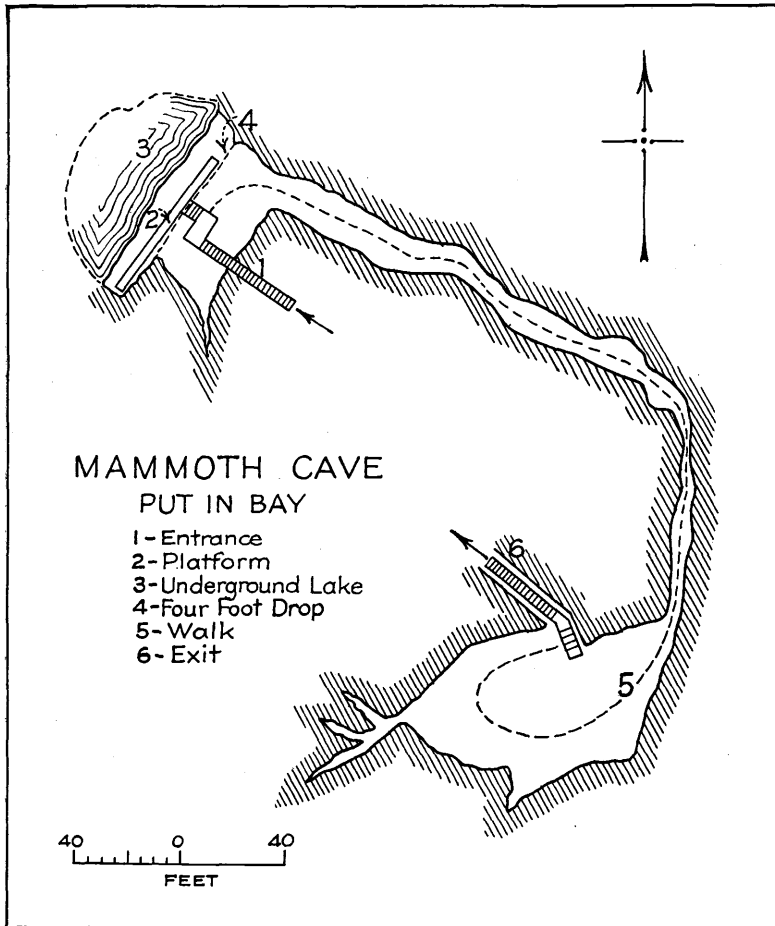 4
3
2
1
MAMMOTH CAVE
PUT IN BAY
1-Entrance
2-Platform
3-Underground Lake
4-Four Foot Drop
5-Walk
6-Exit
6
5
40 0 40
FEET